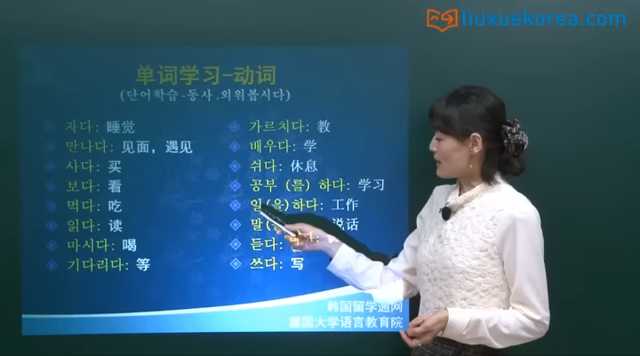 liuxuekorea.com
单词学习-动词
(단어학습-동사 .외워봅시다)
자다: 睡觉
만나다: 见面，遇见
사다: 买
보다: 看
먹다: 吃
읽다: 读
마시다: 喝
기다리다: 等
가르치다: 教
배우다: 学
쉬다: 休息
공부 (를) 하다: 学习
일(을)하다: 工作
说话
듣다:
쓰다: 写
韩国留学通网
建国大学语言教育院